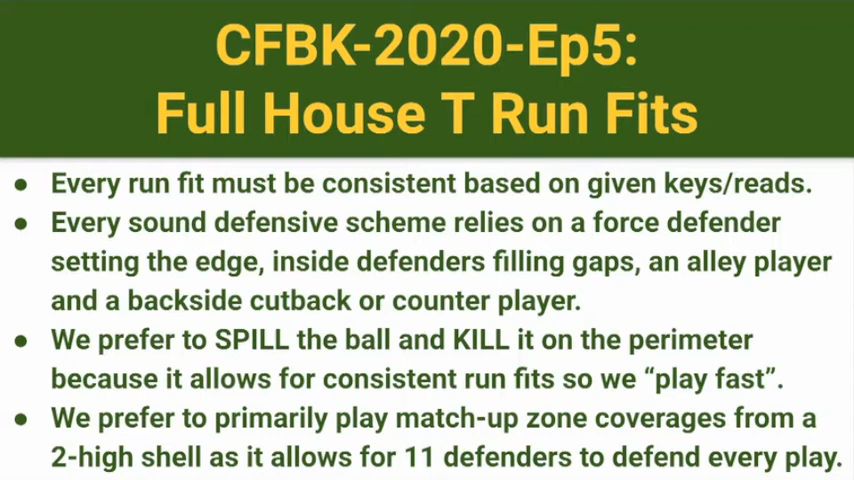 CFBK-2020-Ep5:
Full House T Run Fits
● Every run fit must be consistent based on given keys/reads.
● Every sound defensive scheme relies on a force defender
setting the edge, inside defenders filling gaps, an alley player
and a backside cutback or counter player.
● We prefer to SPILL the ball and KILL it on the perimeter
because it allows for consistent run fits so we “play fast”.
● We prefer to primarily play match-up zone coverages from a
2-high shell as it allows for 11 defenders to defend every play.